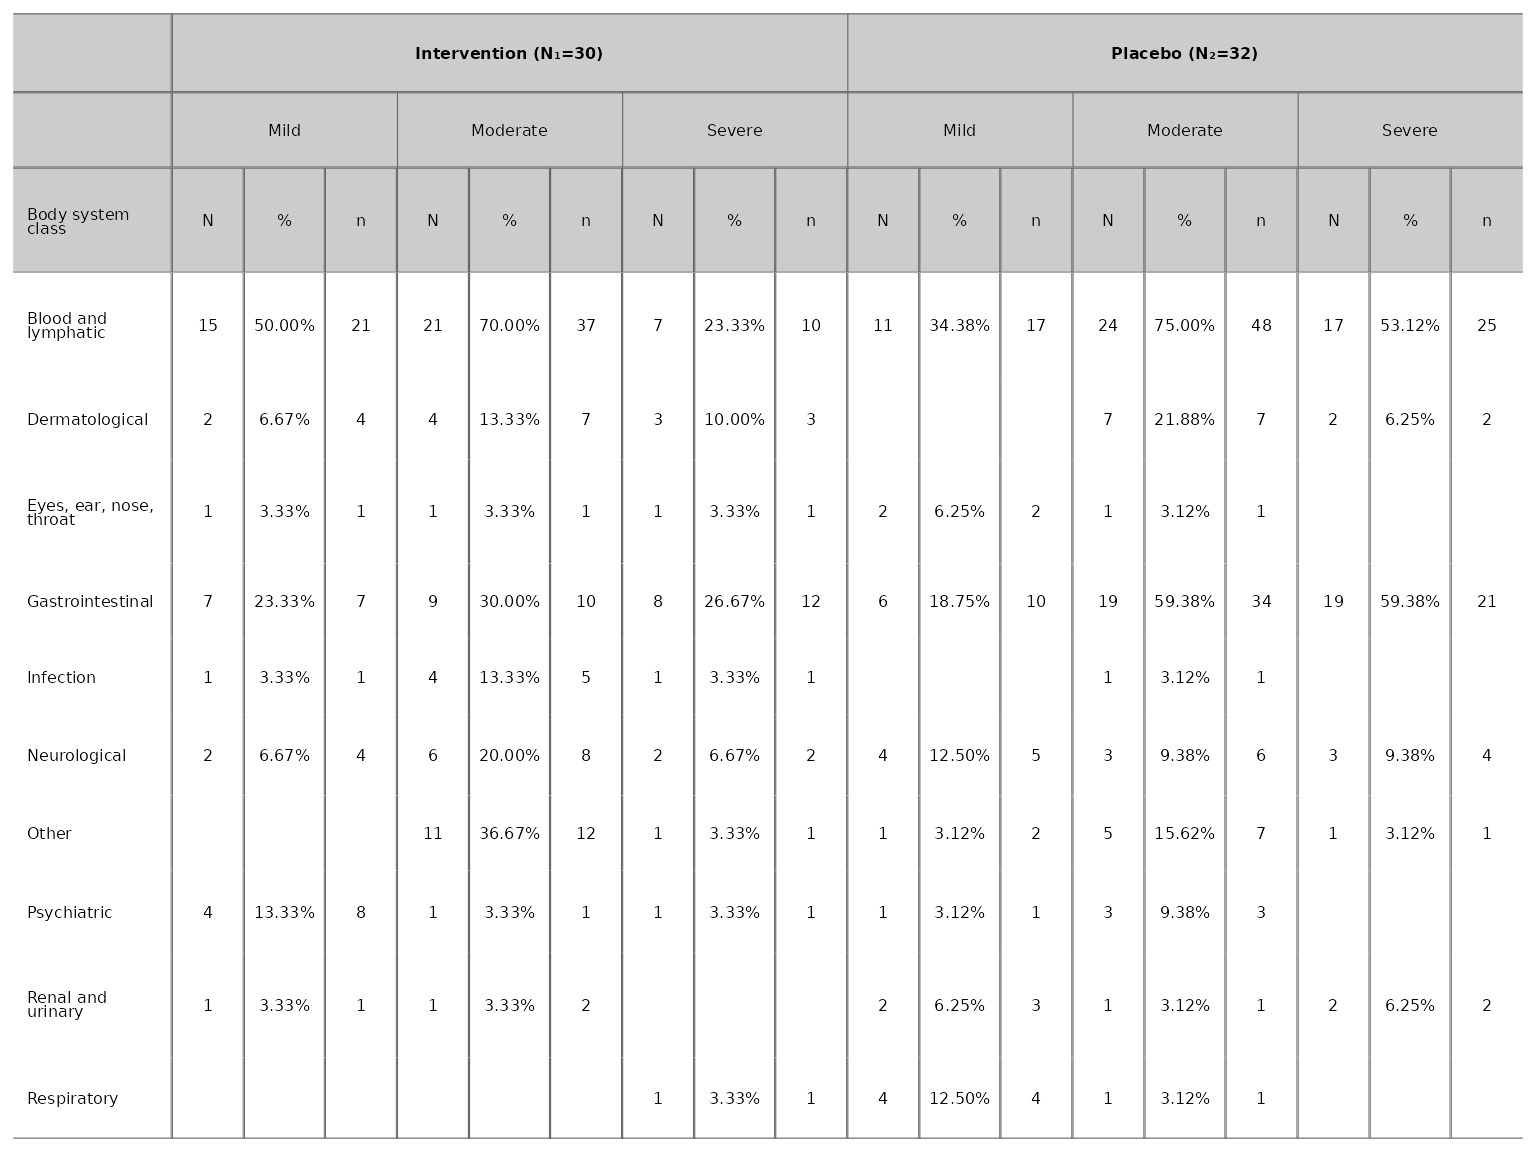 Intervention (N₁=30) Placebo (N₂=32)
Mild Moderate Severe Mild Moderate Severe
Body system
class N % n N % n N % n N % n N % n N % n
Blood and
lymphatic 15 50.00% 21 21 70.00% 37 7 23.33% 10 11 34.38% 17 24 75.00% 48 17 53.12% 25
Dermatological 2 6.67% 4 4 13.33% 7 3 10.00% 3 7 21.88% 7 2 6.25% 2
Eyes, ear, nose,
throat 1 3.33% 1 1 3.33% 1 1 3.33% 1 2 6.25% 2 1 3.12% 1
Gastrointestinal 7 23.33% 7 9 30.00% 10 8 26.67% 12 6 18.75% 10 19 59.38% 34 19 59.38% 21
Infection 1 3.33% 1 4 13.33% 5 1 3.33% 1 1 3.12% 1
Neurological 2 6.67% 4 6 20.00% 8 2 6.67% 2 4 12.50% 5 3 9.38% 6 3 9.38% 4
Other 11 36.67% 12 1 3.33% 1 1 3.12% 2 5 15.62% 7 1 3.12% 1
Psychiatric 4 13.33% 8 1 3.33% 1 1 3.33% 1 1 3.12% 1 3 9.38% 3
Renal and
urinary 1 3.33% 1 1 3.33% 2 2 6.25% 3 1 3.12% 1 2 6.25% 2
Respiratory 1 3.33% 1 4 12.50% 4 1 3.12% 1